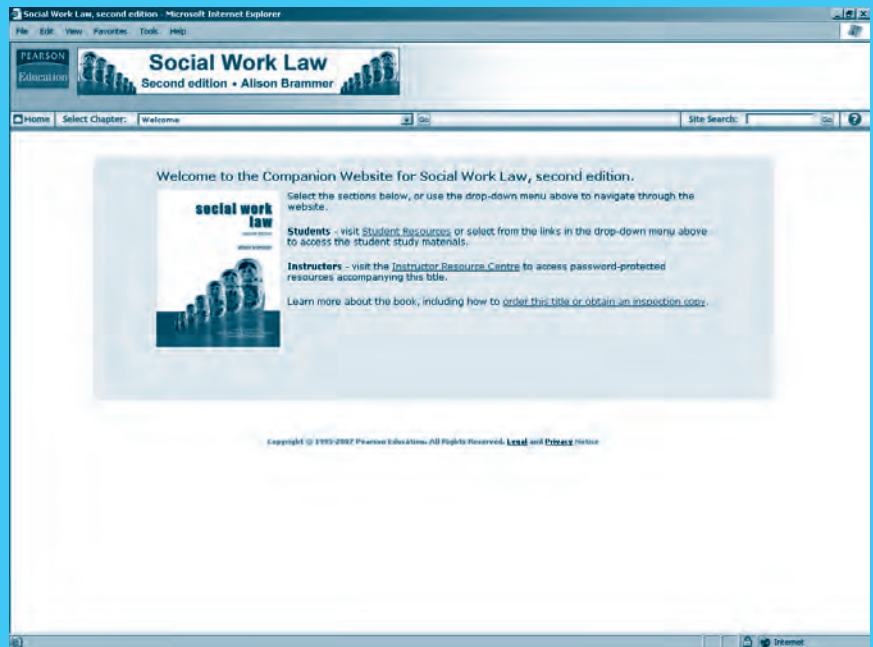 Social Work Law, second edition - Microsoft Internet Explorer
File Edit View Favorites Tools Help
PEARSON
Education
Social Work Law
Second edition • Alison Brammer
Home Select Chapter: Welcome Go Site Search: Go ?
Welcome to the Companion Website for Social Work Law, second edition.
social work
law
second edition
alison brammer
Select the sections below, or use the drop-down menu above to navigate through the
website.
Students - visit Student Resources or select from the links in the drop-down menu above
to access the student study materials.
Instructors - visit the Instructor Resource Centre to access password-protected
resources accompanying this title.
Learn more about the book, including how to order this title or obtain an inspection copy.
Copyright © 1995-2007 Pearson Education. All Rights Reserved. Legal and Privacy Notice
Internet